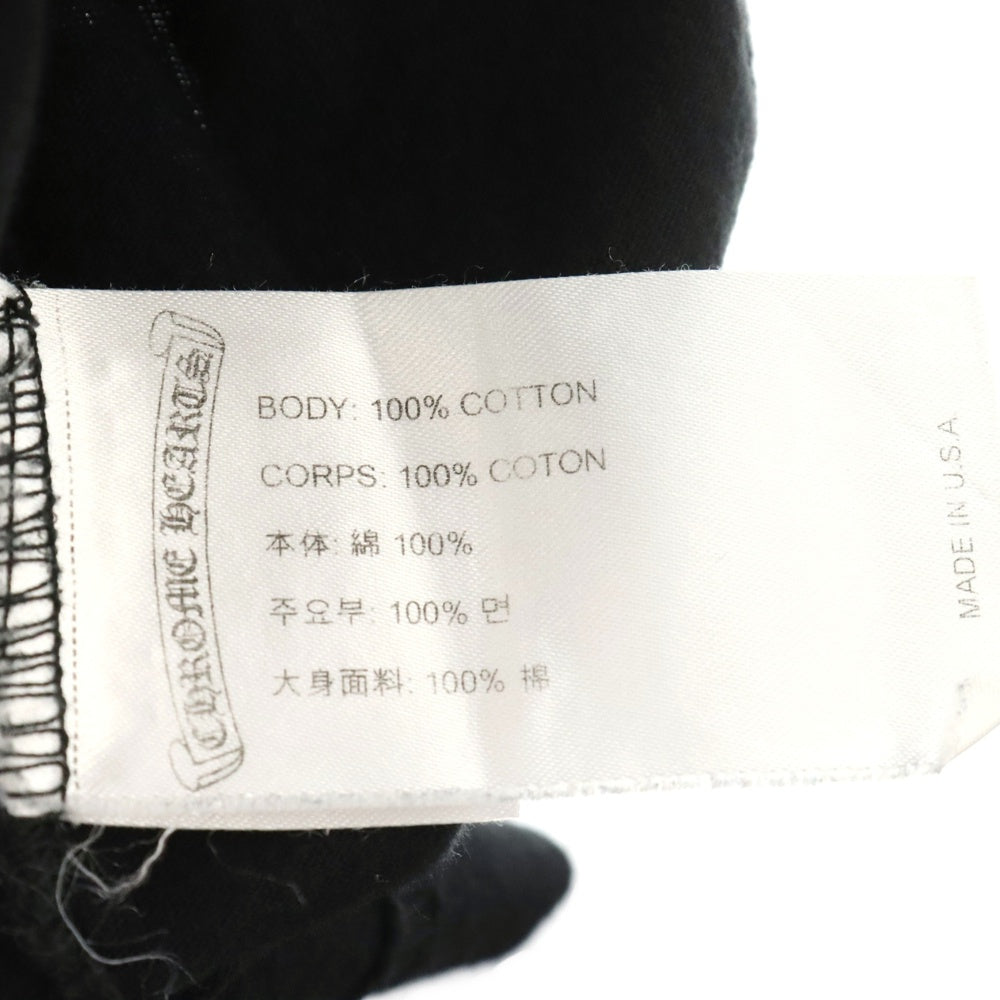 CHROME HEARTS
BODY: 100% COTTON
CORPS: 100% COTON
本体: 綿 100%
주요부: 100% 면
大身面料: 100% 棉
MADE IN U.S.A